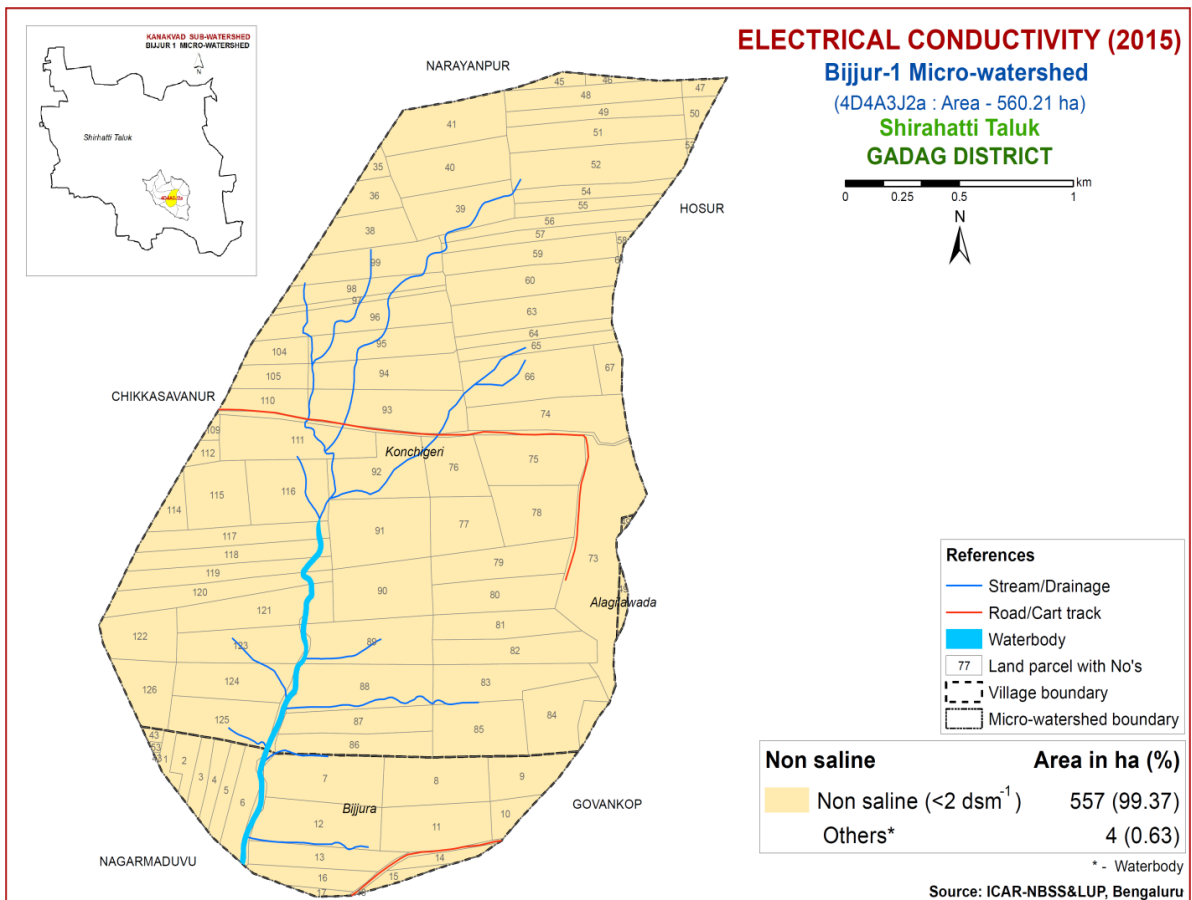 KANAKVAD SUB-WATERSHED
BIJJUR 1 MICRO-WATERSHED
N
Shirhatti Taluk
4D4A3J2a
ELECTRICAL CONDUCTIVITY (2015)
Bijjur-1 Micro-watershed
(4D4A3J2a : Area - 560.21 ha)
Shirahatti Taluk
GADAG DISTRICT
km
0 0.25 0.5 1
N
NARAYANPUR
HOSUR
CHIKKASAVANUR
NAGARMADUVU
GOVANKOP
Konchigeri
Alagilawada
Bijjura
45 46 47
48
49 50
41 51
53
52
35 40
54
36 39 55
56
38 57 58
59
99
60
98
97
96 63
64
95 65
104
94 66 67
105
110 93 74
109
111
112 92 76 75
116
115
114 78
91 77
117
118 79 73
119
120 90 80
121 81
122 123 89 82
124 88 83
126
125 87 85 84
86
43
53
43 1 2 3 4 5 6
7 8 9
12 11 10
13 14
16 15
17
References
Stream/Drainage
Road/Cart track
Waterbody
77 Land parcel with No's
Village boundary
Micro-watershed boundary
Non saline Area in ha (%)
Non saline (<2 dsm-1) 557 (99.37)
Others* 4 (0.63)
* - Waterbody
Source: ICAR-NBSS&LUP, Bengaluru